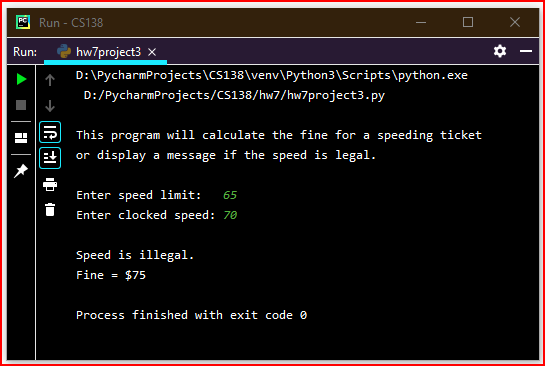 PC
Run - CS138
Run: hw7project3
D:\PycharmProjects\CS138\venv\Python3\Scripts\python.exe
D:/PycharmProjects/CS138/hw7/hw7project3.py
This program will calculate the fine for a speeding ticket
or display a message if the speed is legal.
Enter speed limit: 65
Enter clocked speed: 70
Speed is illegal.
Fine = $75
Process finished with exit code 0